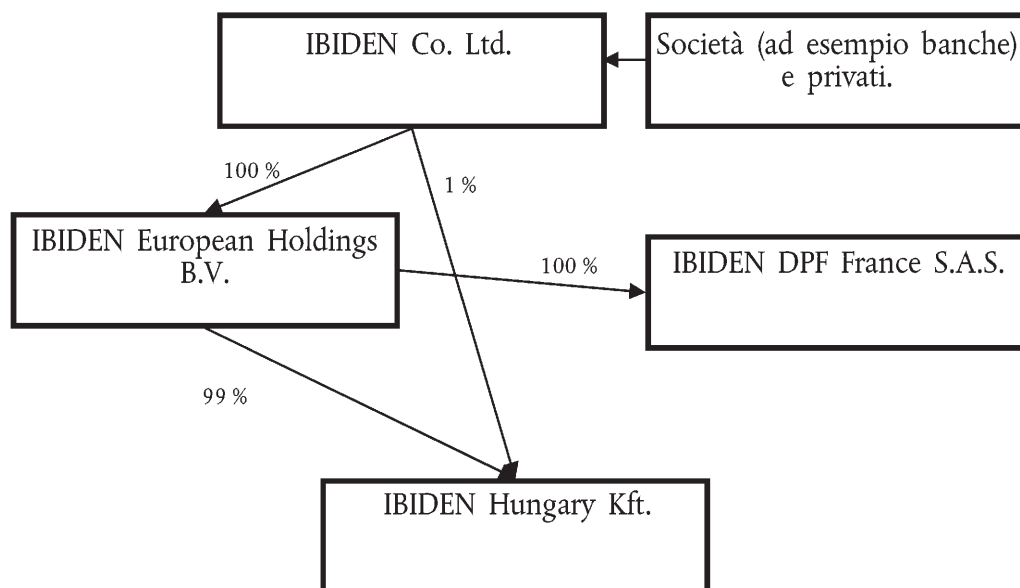 IBIDEN Co. Ltd.
Società (ad esempio banche)
e privati.
100 %
1 %
IBIDEN European Holdings
B.V.
100 %
IBIDEN DPF France S.A.S.
99 %
IBIDEN Hungary Kft.